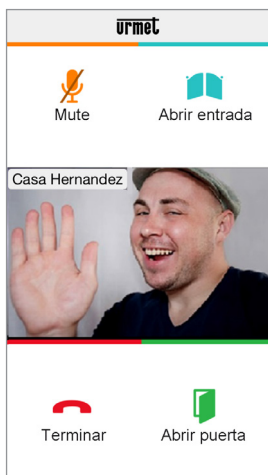 urmet
Mute
Abrir entrada
Casa Hernandez
Terminar
Abrir puerta